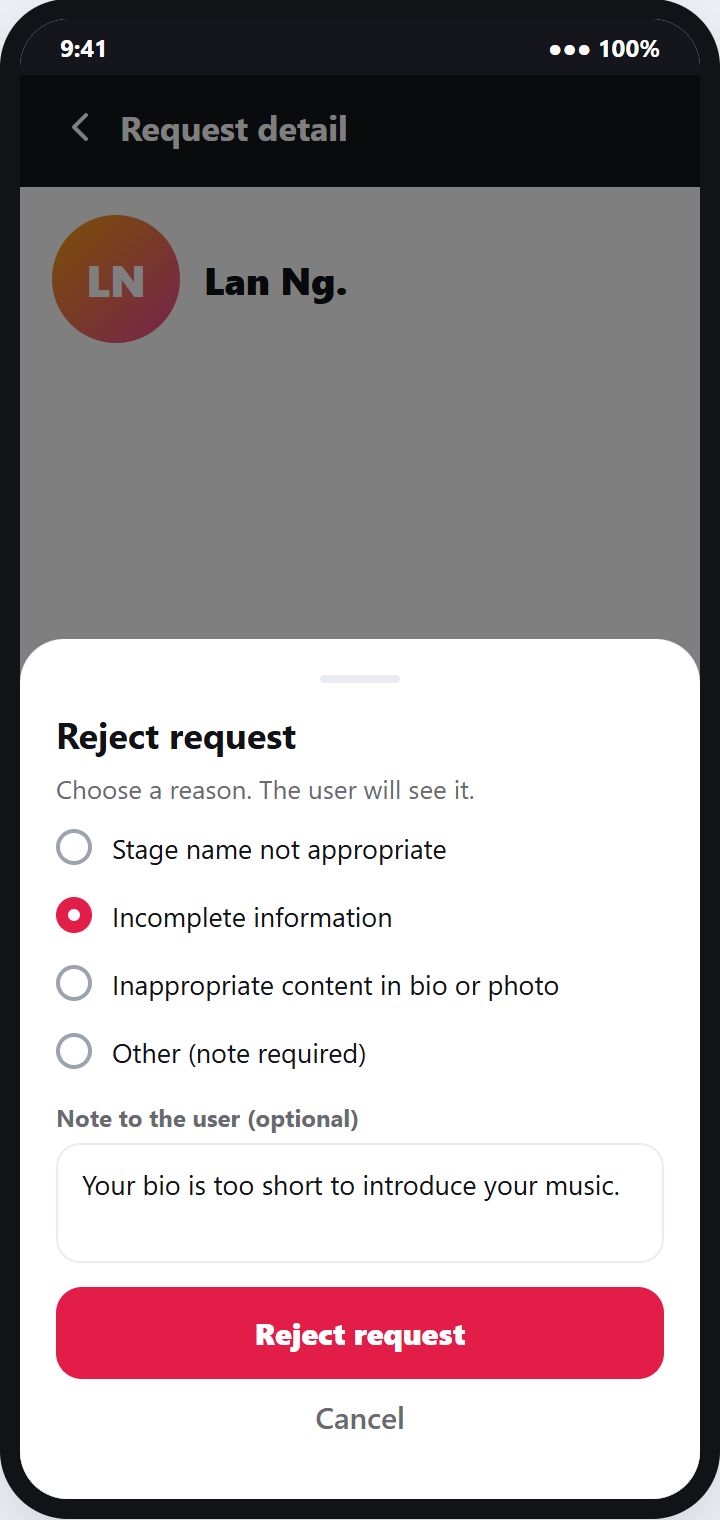 9:41
●●● 100%
Request detail
LN
Lan Ng.
Reject request
Choose a reason. The user will see it.
Stage name not appropriate
Incomplete information
Inappropriate content in bio or photo
Other (note required)
Note to the user (optional)
Your bio is too short to introduce your music.
Reject request
Cancel